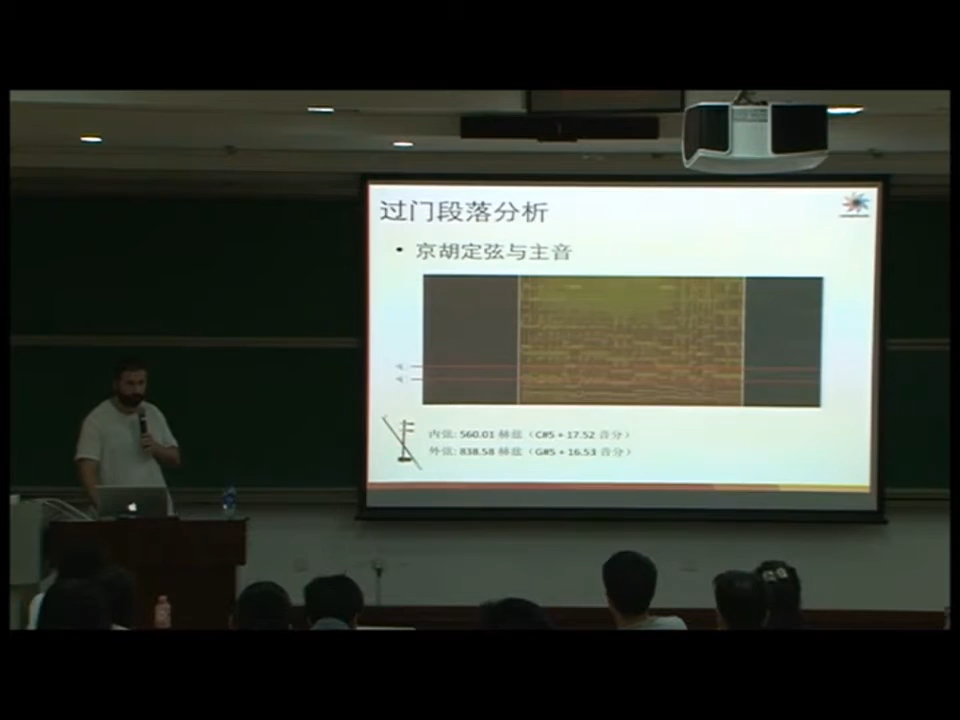 过门段落分析
• 京胡定弦与主音
内弦: 560.01 赫兹（C#5 + 17.52 音分）
外弦: 838.58 赫兹（G#5 + 16.53 音分）